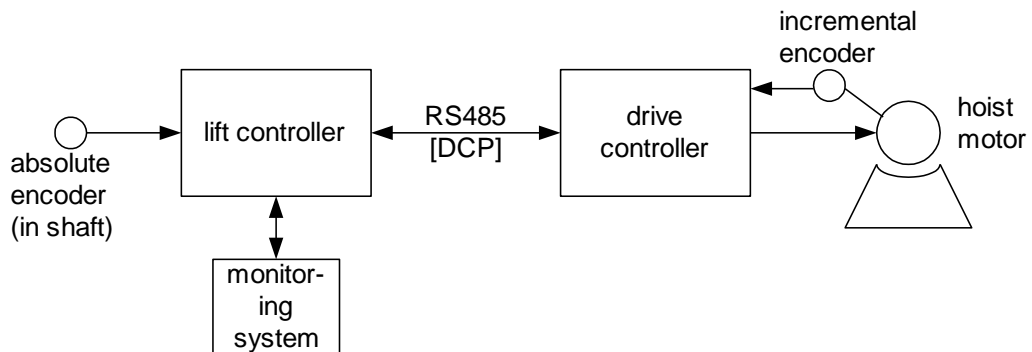 incremental
encoder
hoist
motor
RS485
[DCP]
drive
controller
lift controller
absolute
encoder
(in shaft)
monitor-
ing
system